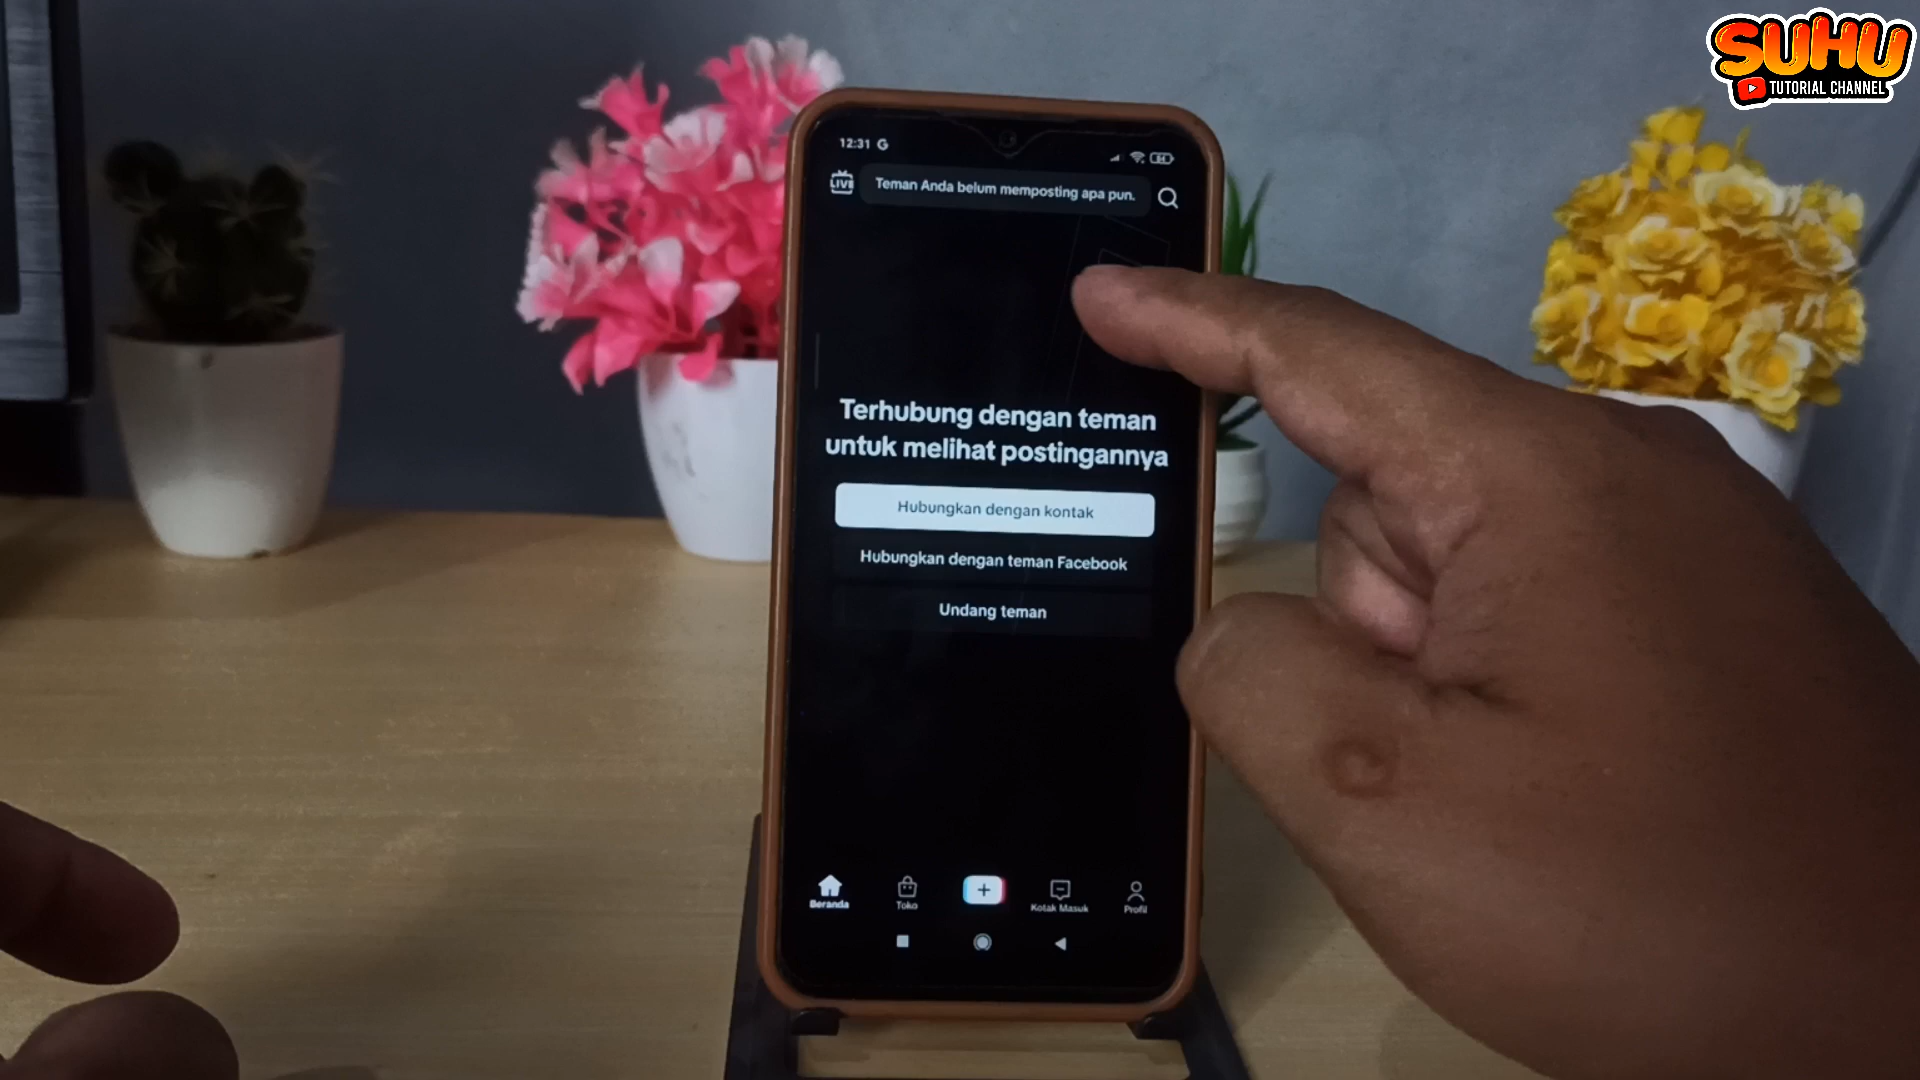 SUHU
TUTORIAL CHANNEL
12:31 G
LIVE
Teman Anda belum memposting apa pun.
Terhubung dengan teman
untuk melihat postingannya
Hubungkan dengan kontak
Hubungkan dengan teman Facebook
Undang teman
Beranda
Toko
Kotak Masuk
Profil